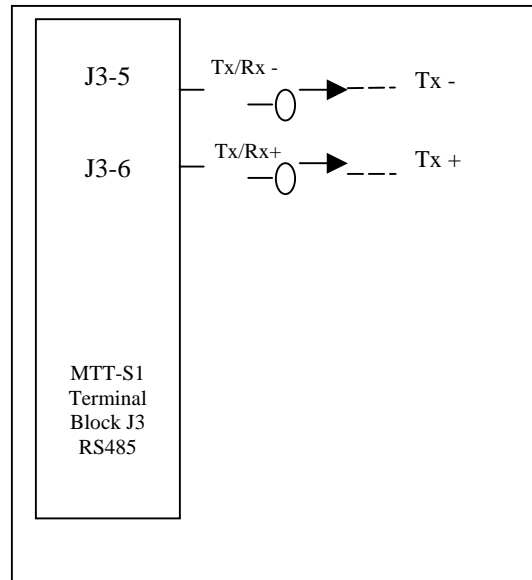 J3-5
Tx/Rx -
Tx -
J3-6
Tx/Rx+
Tx +
MTT-S1
Terminal
Block J3
RS485